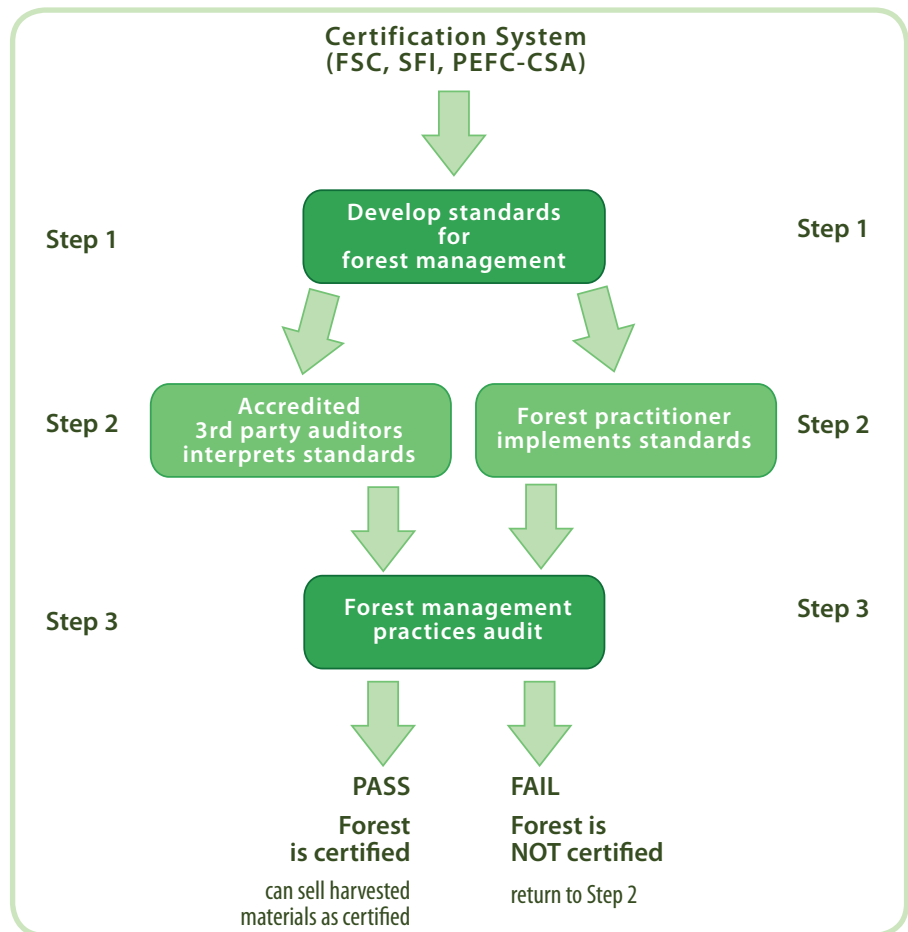 Certification System
(FSC, SFI, PEFC-CSA)
Step 1
Develop standards
for
forest management
Step 1
Step 2
Accredited
3rd party auditors
interprets standards
Forest practitioner
implements standards
Step 2
Step 3
Forest management
practices audit
Step 3
PASS
Forest
is certified
can sell harvested
materials as certified
FAIL
Forest is
NOT certified
return to Step 2